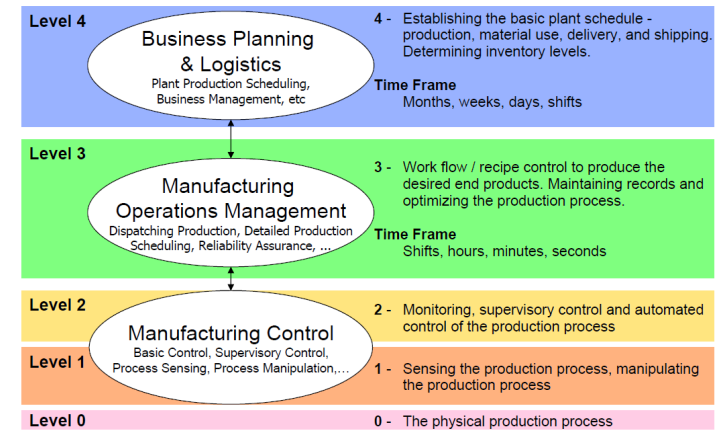 Level 4
Business Planning
& Logistics
Plant Production Scheduling,
Business Management, etc
4 - Establishing the basic plant schedule -
production, material use, delivery, and shipping.
Determining inventory levels.
Time Frame
Months, weeks, days, shifts
Level 3
Manufacturing
Operations Management
Dispatching Production, Detailed Production
Scheduling, Reliability Assurance, ...
3 - Work flow / recipe control to produce the
desired end products. Maintaining records and
optimizing the production process.
Time Frame
Shifts, hours, minutes, seconds
Level 2
Manufacturing Control
Basic Control, Supervisory Control,
Process Sensing, Process Manipulation,...
2 - Monitoring, supervisory control and automated
control of the production process
Level 1
1 - Sensing the production process, manipulating
the production process
Level 0
0 - The physical production process